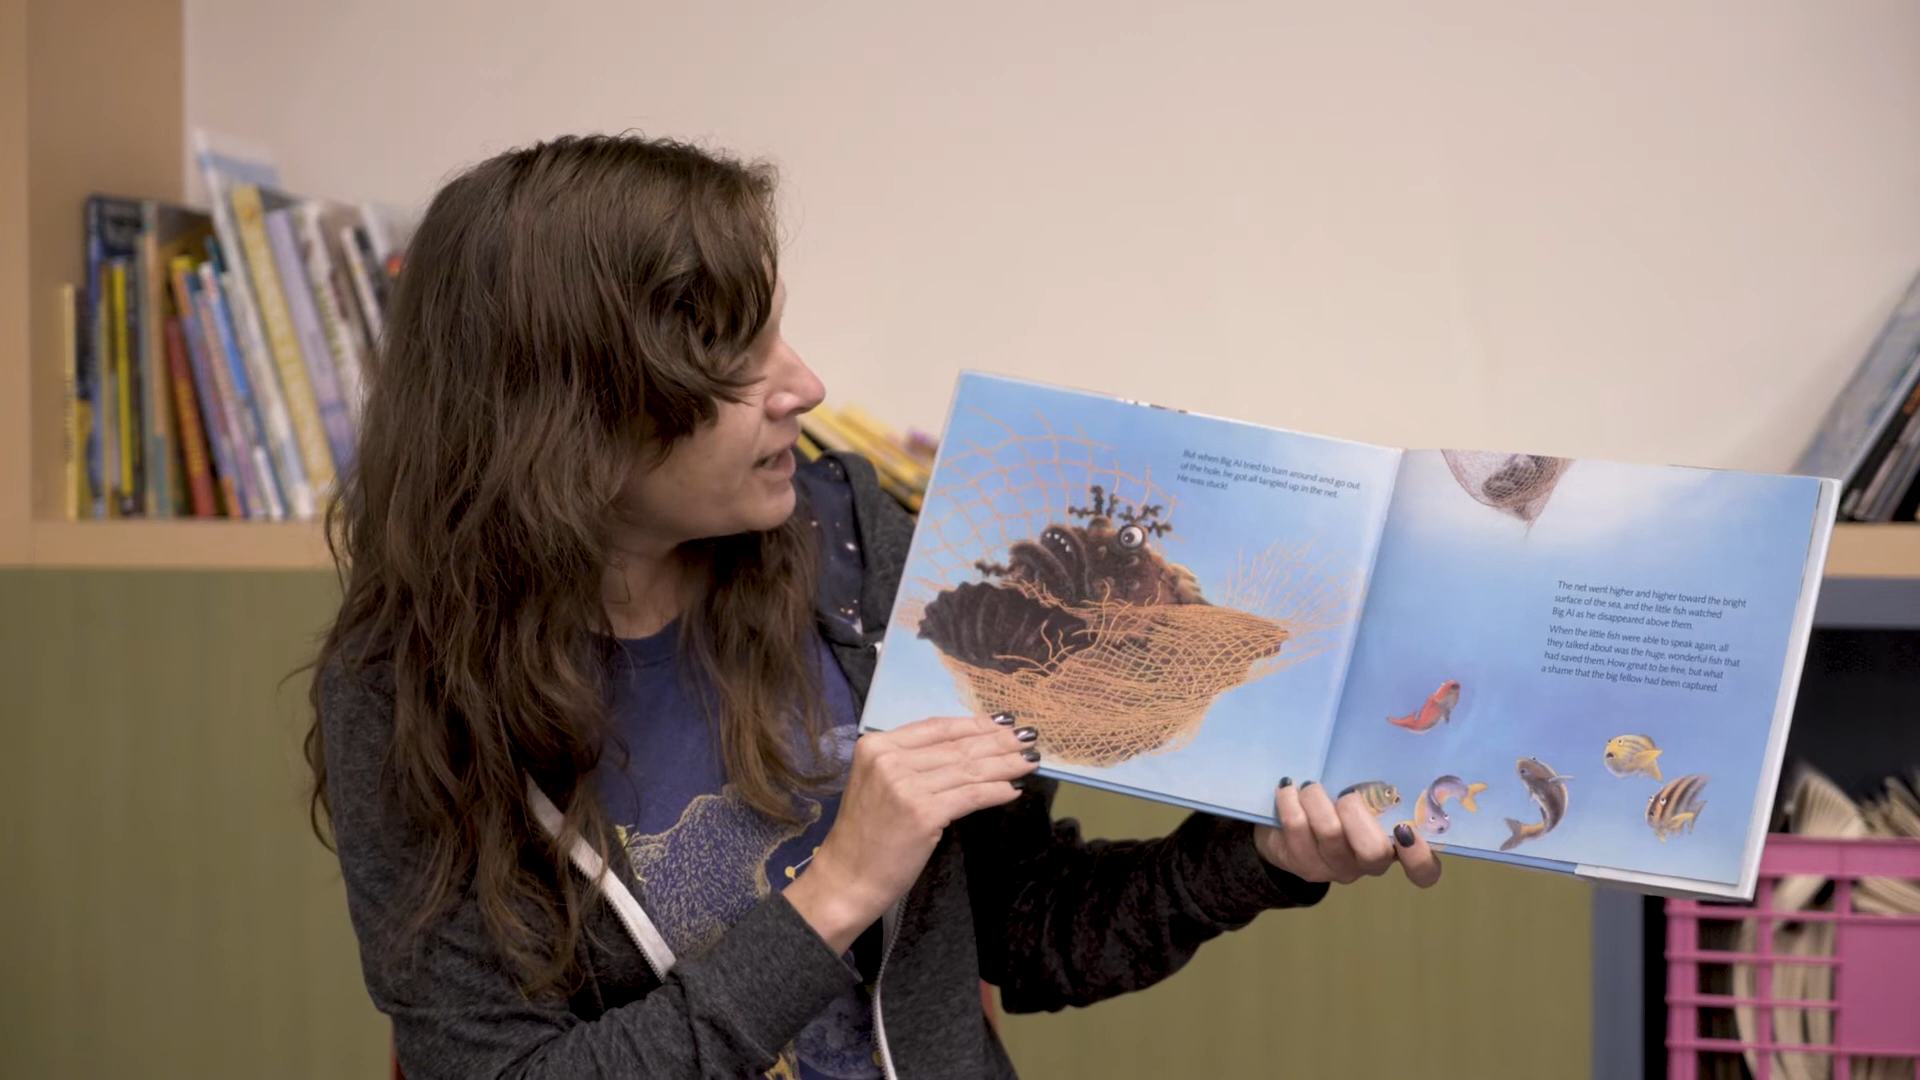 But when Big Al tried to turn around and go out
of the hole, he got all tangled up in the net.
He was stuck!
The net went higher and higher toward the bright
surface of the sea, and the little fish watched
Big Al as he disappeared above them.
When the little fish were able to speak again, all
they talked about was the huge, wonderful fish that
had saved them. How great to be free, but what
a shame that the big fellow had been captured.